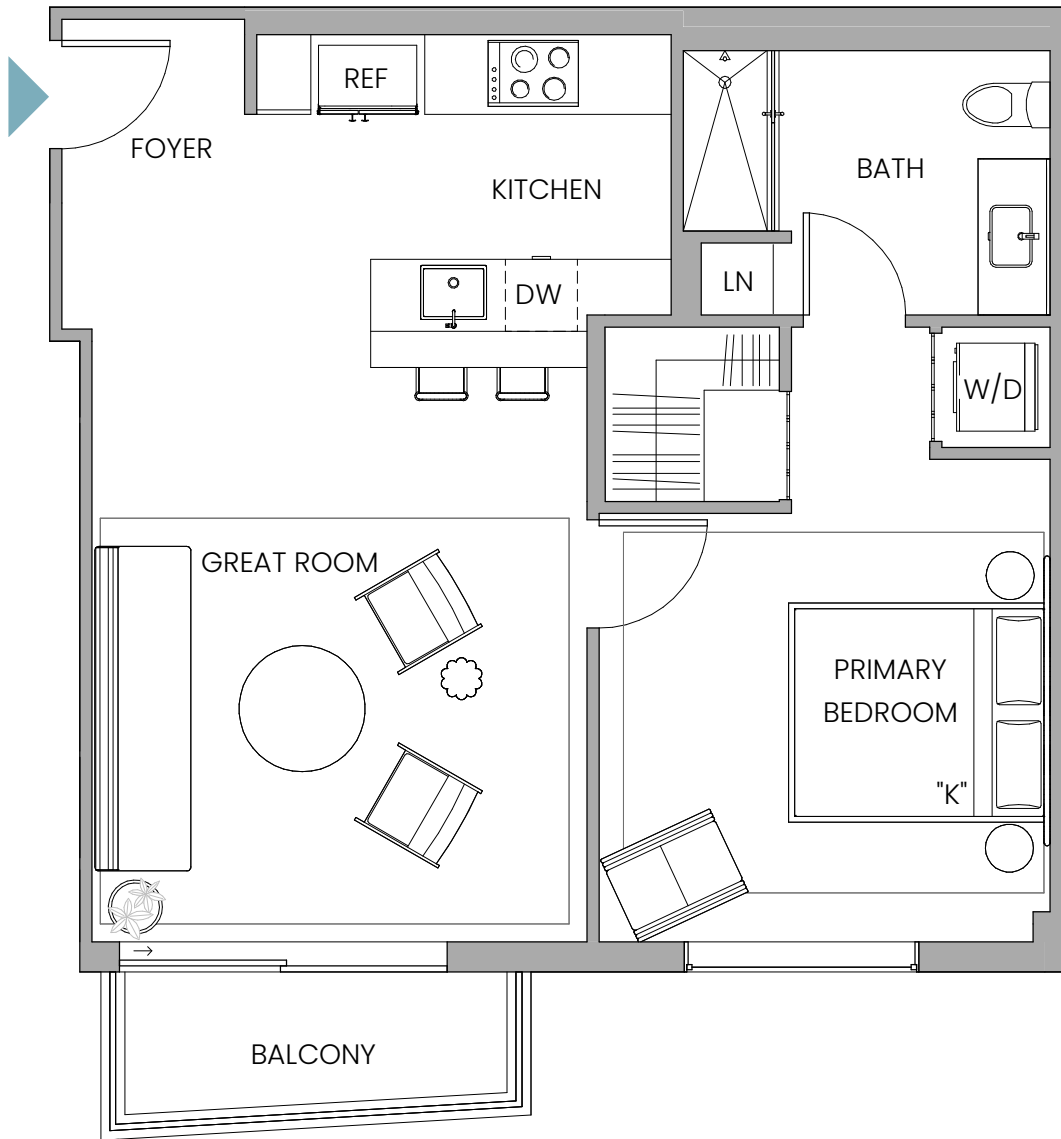 REF
FOYER
BATH
KITCHEN
LN
DW
W/D
GREAT ROOM
PRIMARY
BEDROOM
"K"
BALCONY